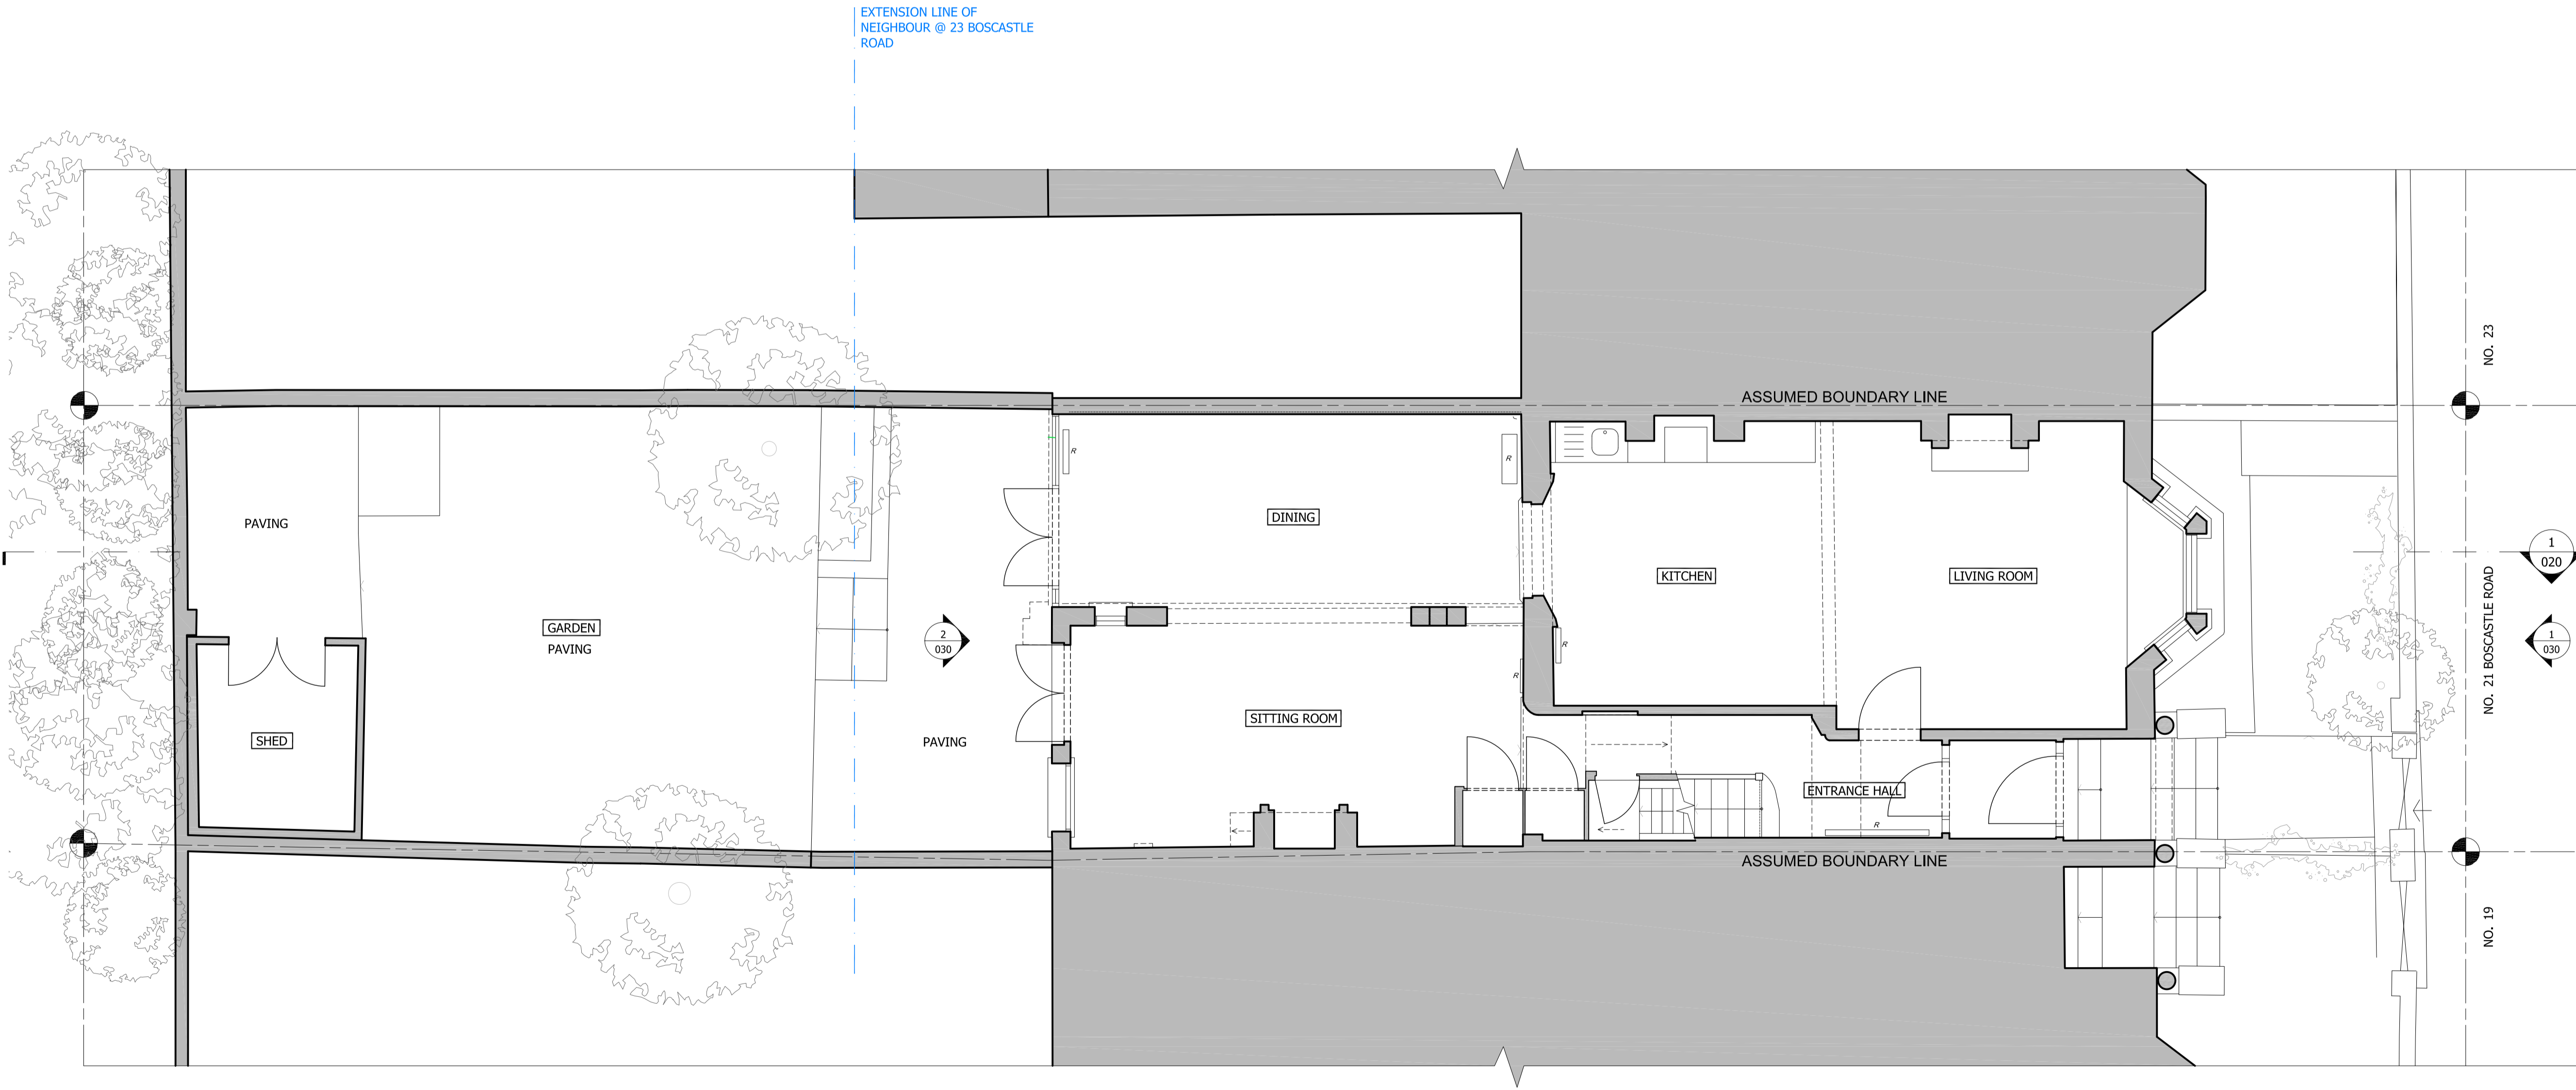 EXTENSION LINE OF
NEIGHBOUR @ 23 BOSCASTLE
ROAD
NO. 23
ASSUMED BOUNDARY LINE
R
R
PAVING
DINING
1
020
KITCHEN
LIVING ROOM
GARDEN
PAVING
2
030
R
1
030
NO. 21 BOSCASTLE ROAD
R
SITTING ROOM
SHED
PAVING
ENTRANCE HALL
R
ASSUMED BOUNDARY LINE
NO. 19